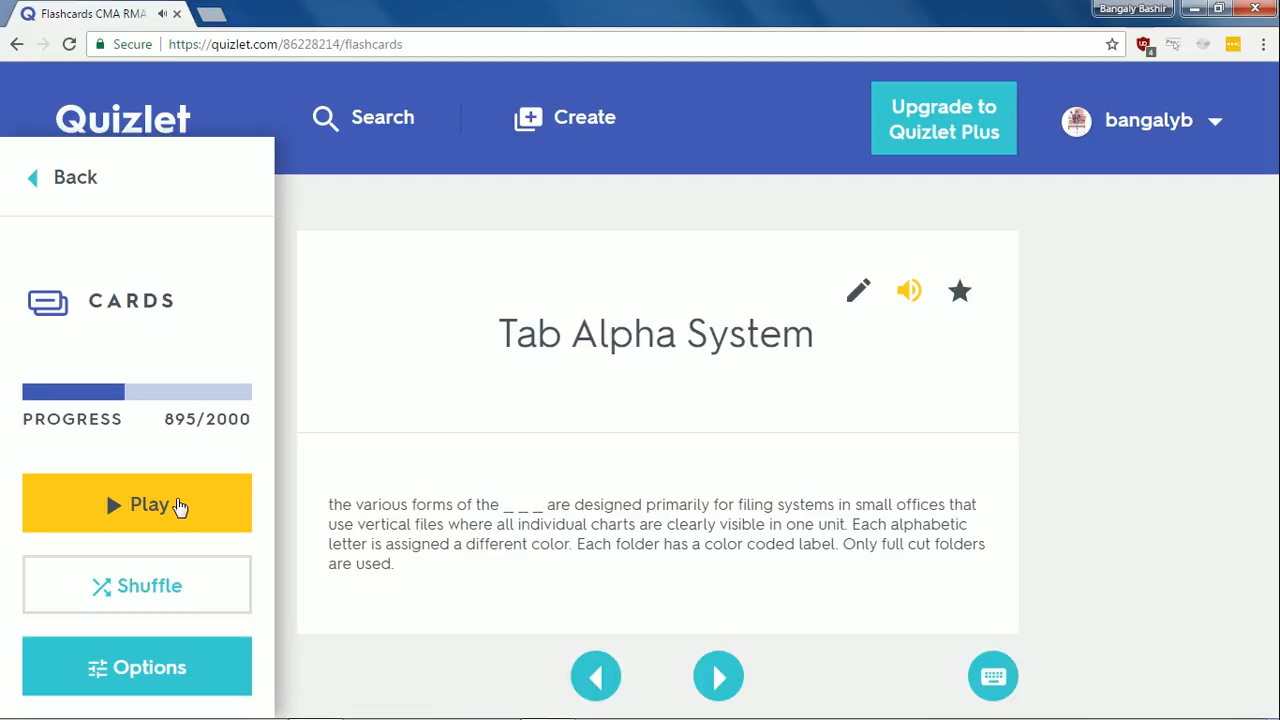 Flashcards CMA RMA
Bangaly Bashir
Secure
https://quizlet.com/86228214/flashcards
4
Quizlet
Search
Create
Upgrade to
Quizlet Plus
bangalyb
Back
CARDS
PROGRESS 895/2000
Play
Shuffle
Options
Tab Alpha System
the various forms of the _ _ _ are designed primarily for filing systems in small offices that
use vertical files where all individual charts are clearly visible in one unit. Each alphabetic
letter is assigned a different color. Each folder has a color coded label. Only full cut folders
are used.